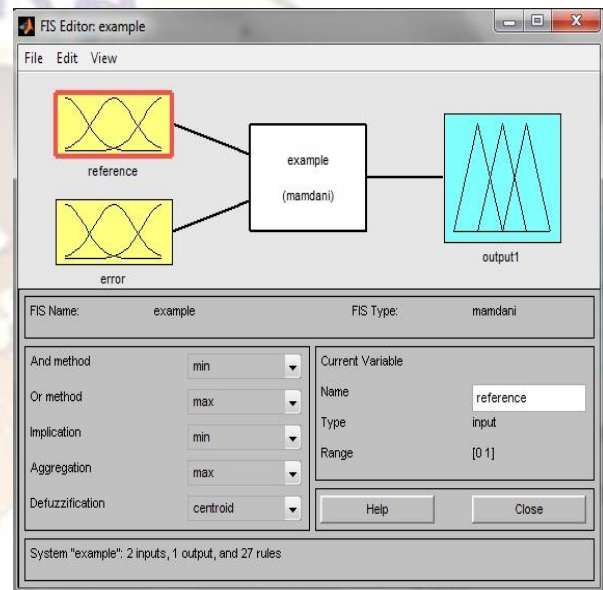 FIS Editor: example
File Edit View
reference
example
(mamdani)
error
output1
FIS Name: example FIS Type: mamdani
And method min
Or method max
Implication min
Aggregation max
Defuzzification centroid
Current Variable
Name reference
Type input
Range [0 1]
Help Close
System "example": 2 inputs, 1 output, and 27 rules